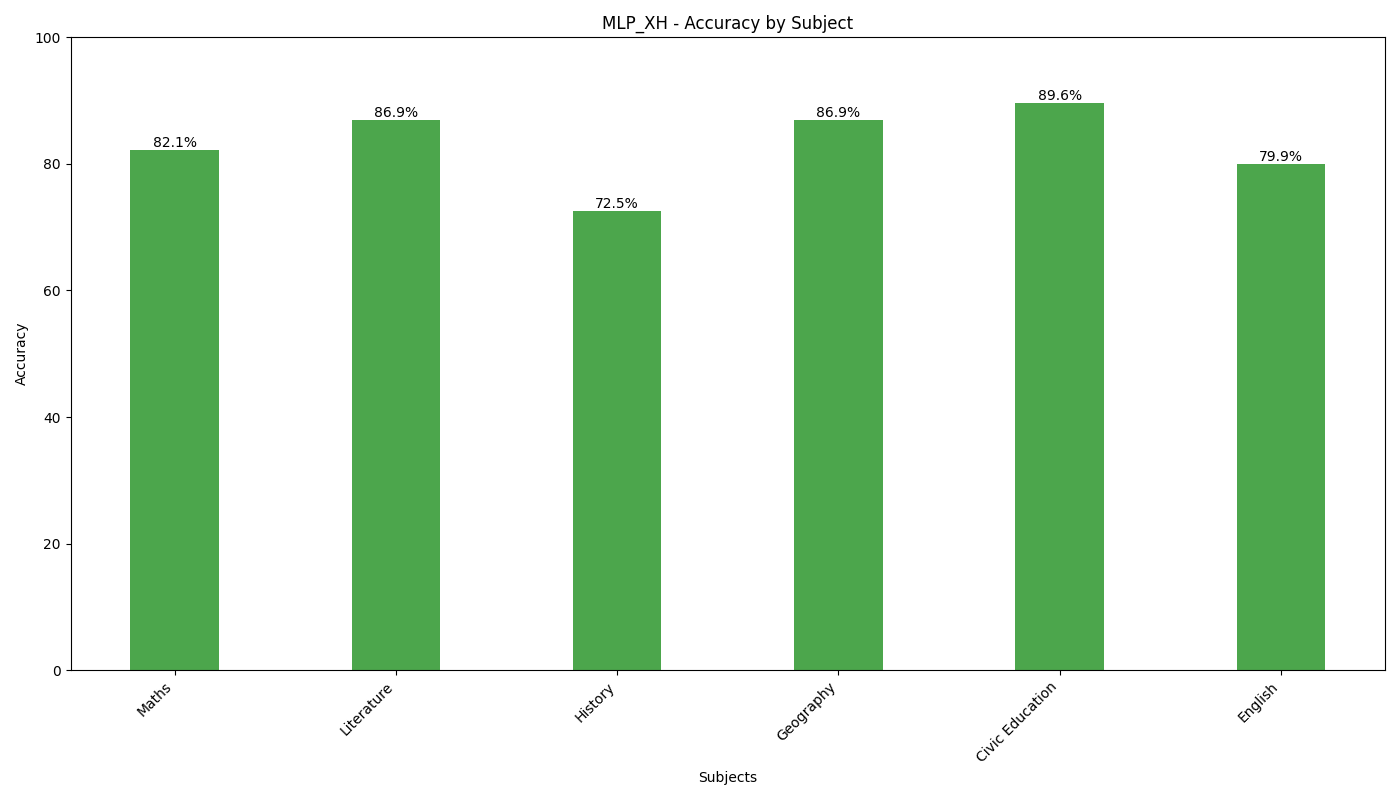 MLP_XH - Accuracy by Subject
100
80
60
40
20
0
Accuracy
82.1%
86.9%
72.5%
86.9%
89.6%
79.9%
Maths
Literature
History
Geography
Civic Education
English
Subjects